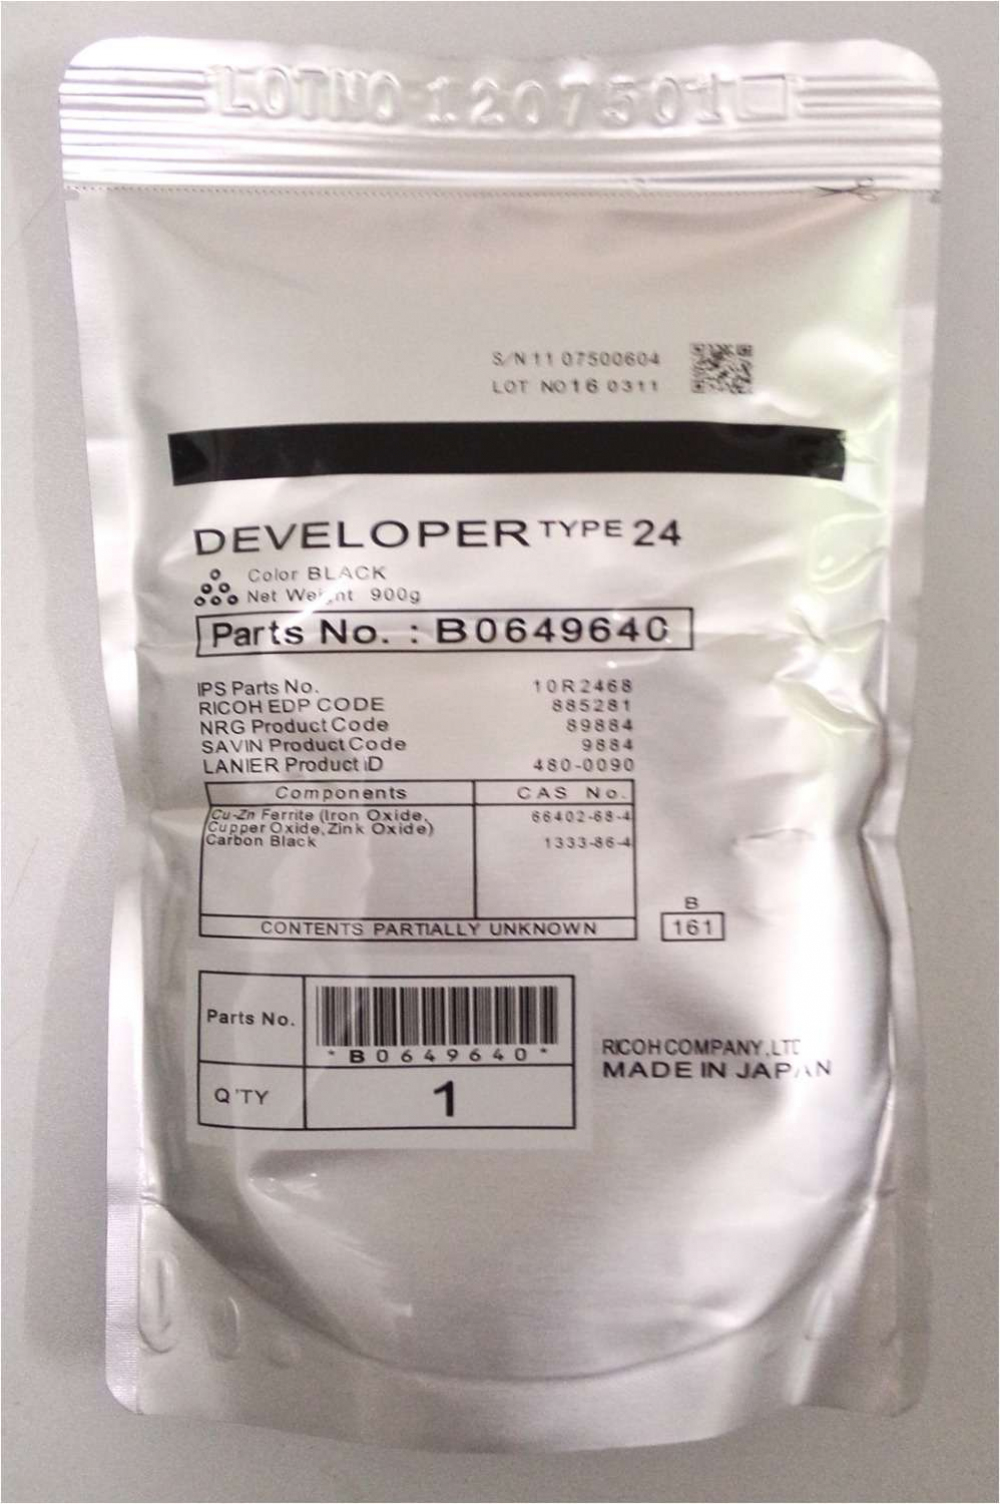 LOT NO 1207501
S/N 11 07500604
LOT NO 16 0311
DEVELOPER TYPE 24
Color BLACK
Net Weight 900g
Parts No. : B0649640
IPS Parts No. 10R2468
RICOH EDP CODE 885281
NRG Product Code 89884
SAVIN Product Code 9884
LANIER Product iD 480-0090
Components CAS No.
Cu-Zn Ferrite (Iron Oxide, 66402-68-4
Cupper Oxide, Zink Oxide)
Carbon Black 1333-86-4
CONTENTS PARTIALLY UNKNOWN
B
161
Parts No.
*B0649640*
Q'TY 1
RICOH COMPANY, LTD
MADE IN JAPAN